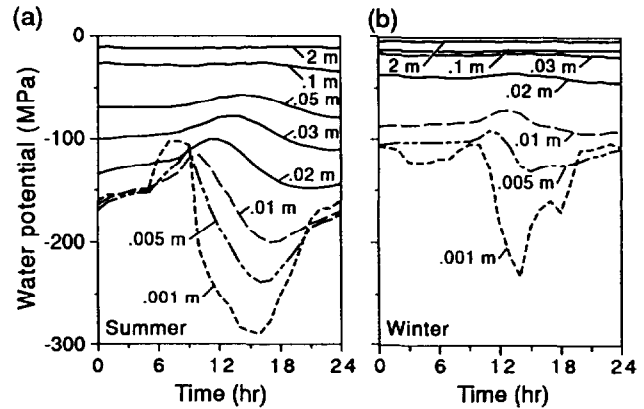 (a)
(b)
Water potential (MPa)
0
-100
-200
-300
2 m
.1 m
.05 m
.03 m
.02 m
.01 m
.005 m
.001 m
Summer
0 6 12 18 24
Time (hr)
2 m
.1 m
.03 m
.02 m
.01 m
.005 m
.001 m
Winter
0 6 12 18 24
Time (hr)